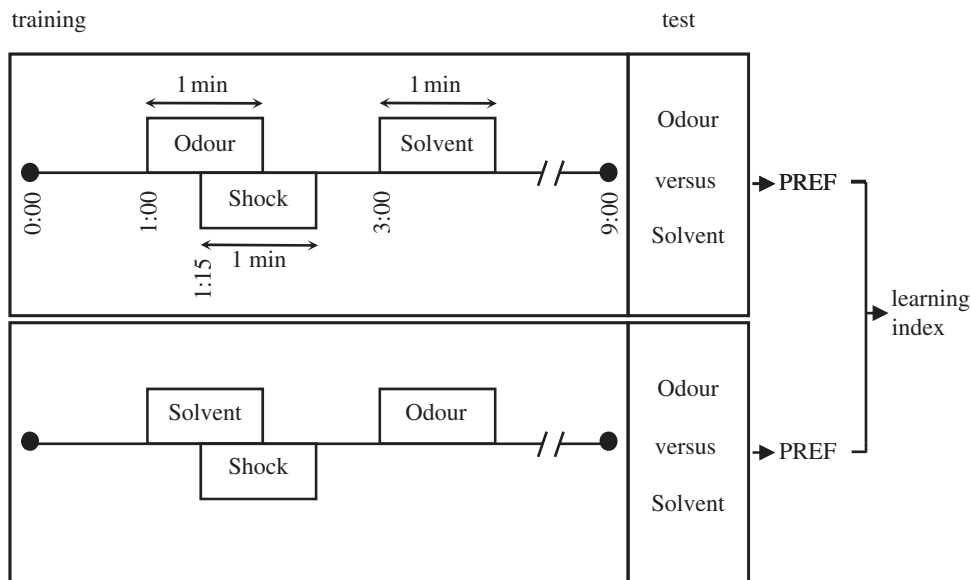 training
test
1 min
1 min
Odour
Solvent
Shock
0:00
1:00
1:15
1 min
3:00
9:00
Odour
versus
Solvent
PREF
learning
index
Solvent
Odour
Shock
Odour
versus
Solvent
PREF